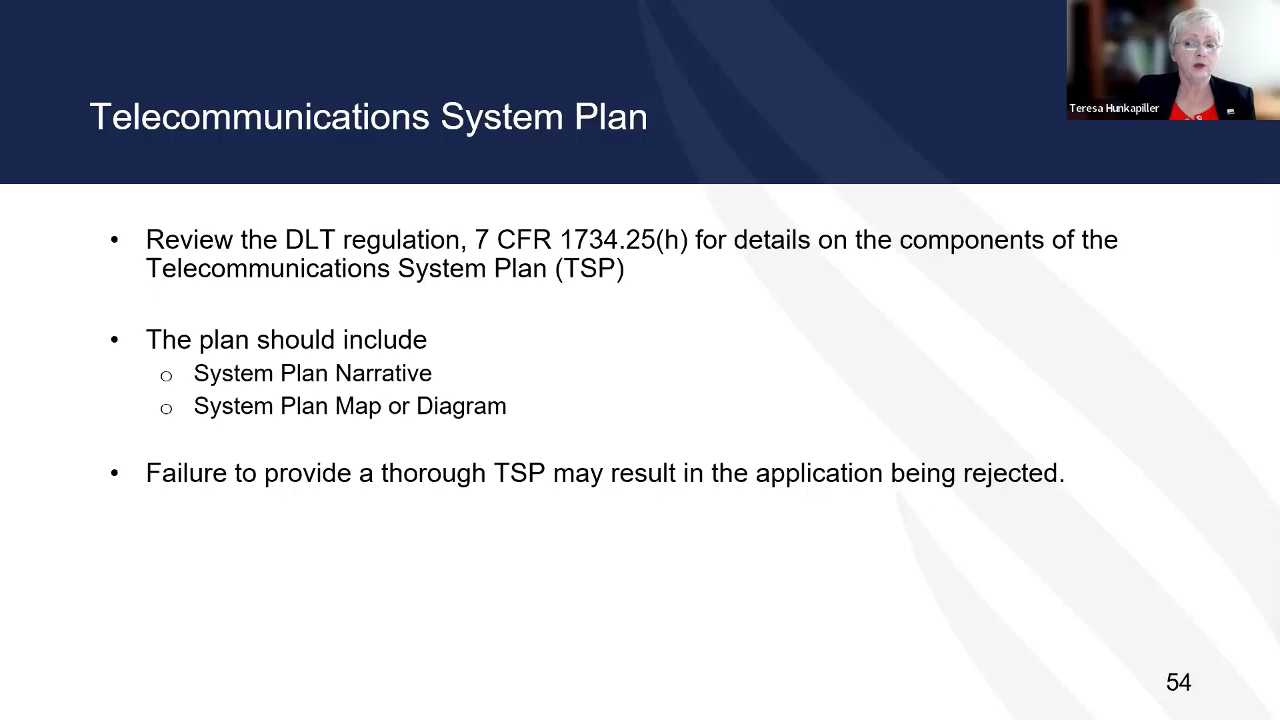 Telecommunications System Plan
Teresa Hunkapiller
• Review the DLT regulation, 7 CFR 1734.25(h) for details on the components of the
Telecommunications System Plan (TSP)
• The plan should include
o System Plan Narrative
o System Plan Map or Diagram
• Failure to provide a thorough TSP may result in the application being rejected.
54